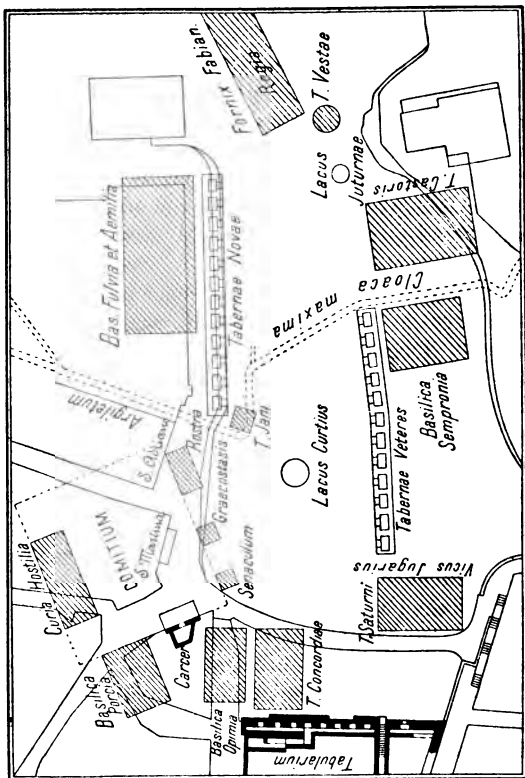 Fornix Fabian.
Regia
T. Vestae
Lacus
Juturnae
T. Castoris
Bas. Fulvia et Aemilia
Tabernae Novae
Cloaca
maxima
Argiletum
S. Adriano
Rostra
Graecostasis
T. Jani
Lacus Curtius
Tabernae Veteres
Basilica
Sempronia
COMITIUM
S. Martina
Curia Hostilia
Senaculum
Vicus Jugarius
T. Saturni
Carcer
Basilica
Porcia
Basilica
Opimia
T. Concordiae
Tabularium